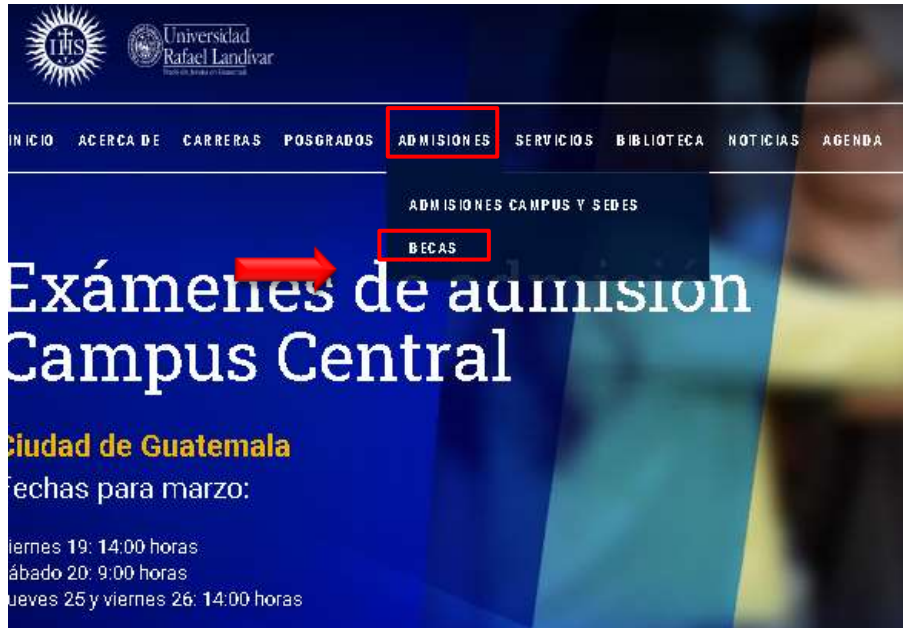 IHS
Universidad
Rafael Landívar
INICIO ACERCA DE CARRERAS POSGRADOS ADMISIONES SERVICIOS BIBLIOTECA NOTICIAS AGENDA
ADMISIONES CAMPUS Y SEDES
BECAS
Exámenes de admisión
Campus Central
Ciudad de Guatemala
Fechas para marzo:
iernes 19: 14:00 horas
ábado 20: 9:00 horas
ueves 25 y viernes 26: 14:00 horas